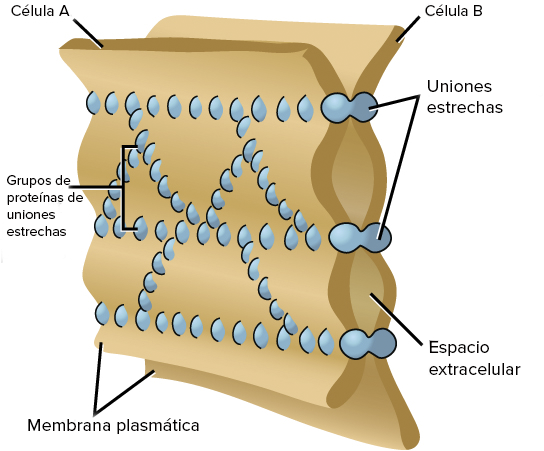 Célula A
Célula B
Uniones
estrechas
Grupos de
proteínas de
uniones
estrechas
Espacio
extracelular
Membrana plasmática